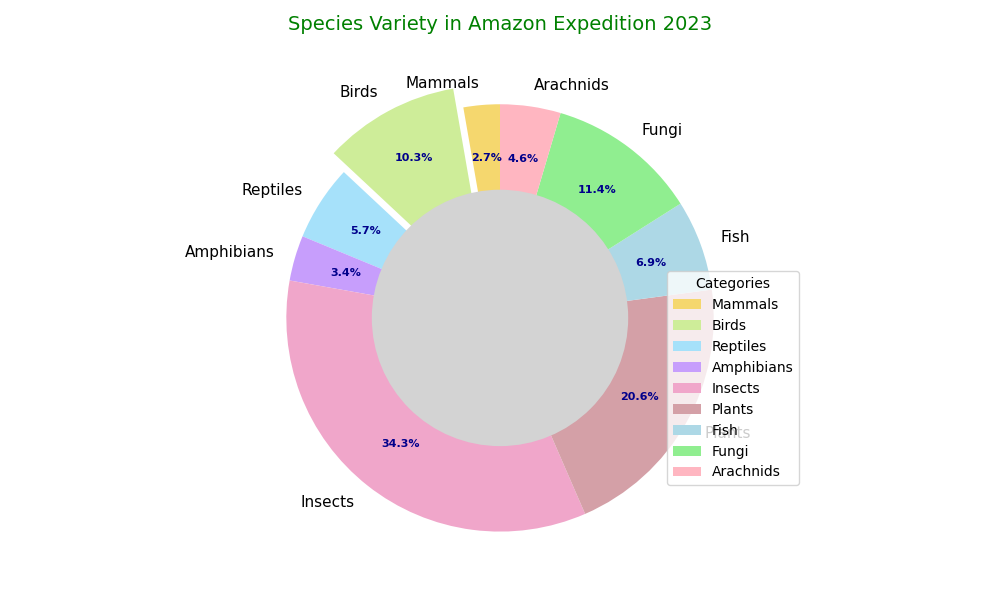 Species Variety in Amazon Expedition 2023
Mammals
Birds
Reptiles
Amphibians
Insects
Plants
Fish
Fungi
Arachnids
2.7%
10.3%
5.7%
3.4%
34.3%
20.6%
6.9%
11.4%
4.6%
Categories
Mammals
Birds
Reptiles
Amphibians
Insects
Plants
Fish
Fungi
Arachnids